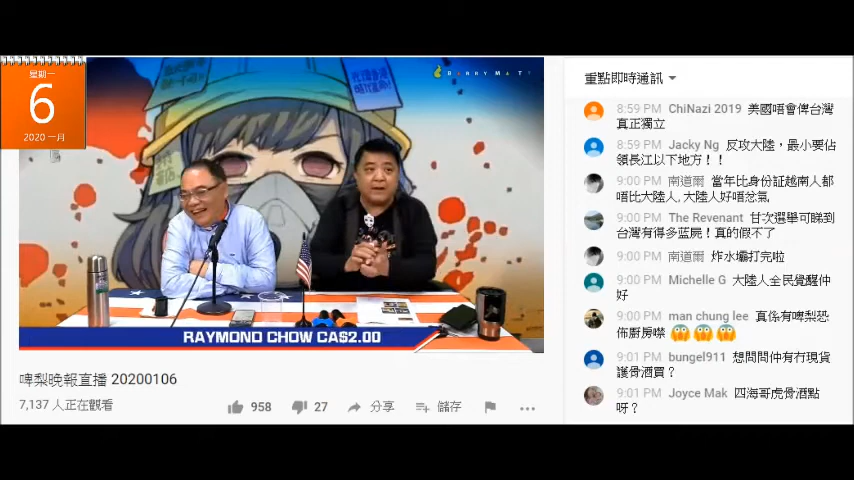 星期一
6
2020 一月
DANNYMATT
RAYMOND CHOW CA$2.00
啤梨晚報直播 20200106
7,137 人正在觀看
958
27
分享
儲存
重點即時通訊
8:59 PM ChiNazi 2019 美國唔會俾台灣
真正獨立
8:59 PM Jacky Ng 反攻大陸，最小要佔
領長江以下地方！！
9:00 PM 南道爾 當年比身份証越南人都
唔比大陸人, 大陸人好唔忿氣
9:00 PM The Revenant 甘次選舉可睇到
台灣有得多蓝屍！真的假不了
9:00 PM 南道爾 炸水壩打完啦
9:00 PM Michelle G 大陸人全民覺醒仲
好
9:00 PM man chung lee 真係有啤梨恐
佈廚房㗎
9:01 PM bungel911 想問問仲有冇現貨
護骨酒買？
9:01 PM Joyce Mak 四海哥虎骨酒點
呀？